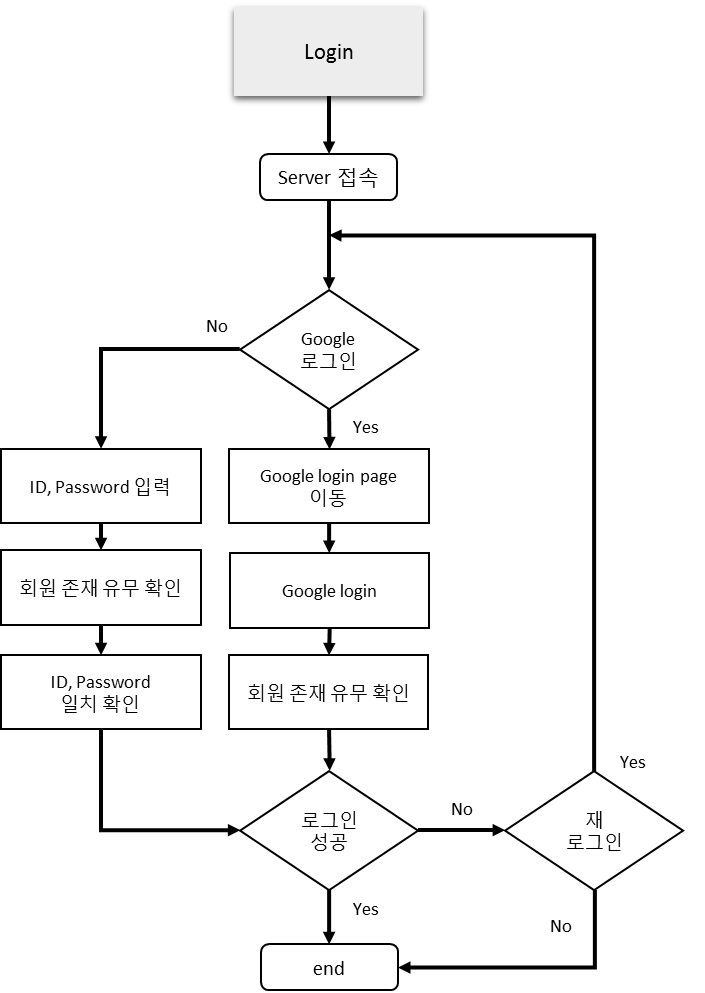 Login
Server 접속
No
Google
로그인
Yes
ID, Password 입력
Google login page
이동
회원 존재 유무 확인
Google login
ID, Password
일치 확인
회원 존재 유무 확인
로그인
성공
No
Yes
재
로그인
Yes
No
end